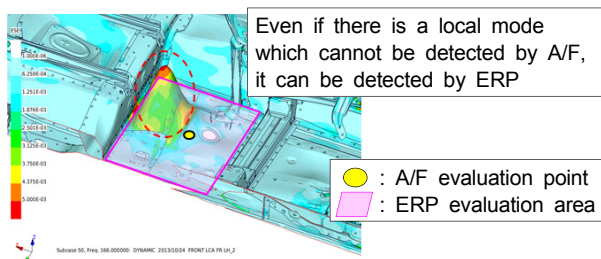 Even if there is a local mode
which cannot be detected by A/F,
it can be detected by ERP
ESE
1.000E-06
6.259E-04
1.251E-03
1.876E-03
2.501E-03
3.125E-03
3.750E-03
4.375E-03
5.000E-03
: A/F evaluation point
: ERP evaluation area
Subcase 50, Freq. 166.000000: DYNAMIC 2013/10/24 FRONT LCA FR LH_2